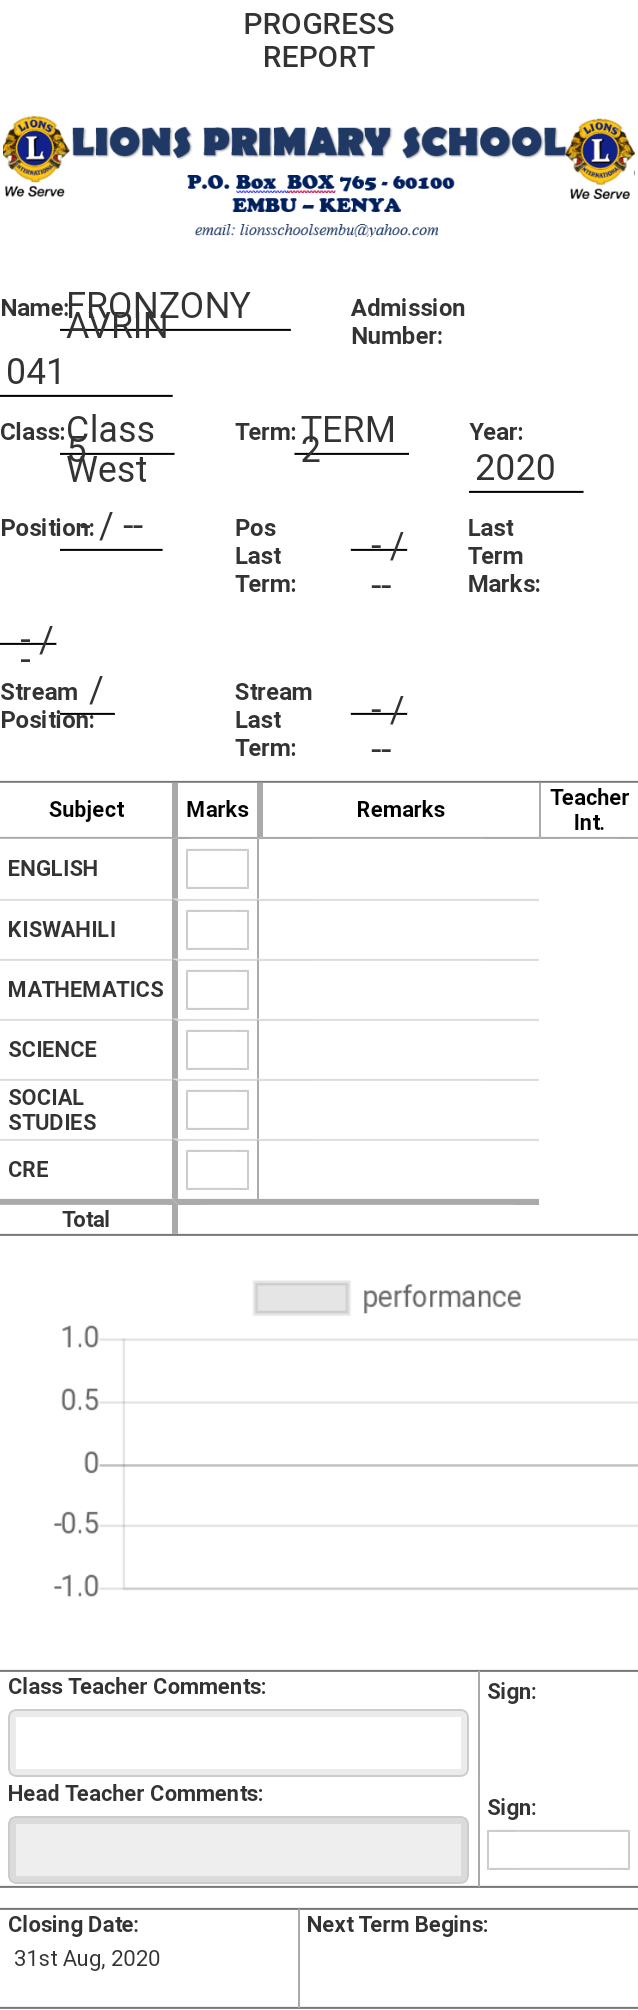 PROGRESS
REPORT
LIONS
L
INTERNATIONAL
We Serve
LIONS PRIMARY SCHOOL
P.O. Box BOX 765 - 60100
EMBU – KENYA
email: lionsschoolsembu@yahoo.com
LIONS
L
INTERNATIONAL
We Serve
Name: FRONZONY
AVRIN
Admission
Number:
041
Class: Class
5
West
Term: TERM
2
Year:
2020
Position: - / --
Pos
Last
Term:
- /
--
Last
Term
Marks:
- /
-
Stream
Position:
/
Stream
Last
Term:
- /
--
Subject Marks Remarks Teacher
Int.
ENGLISH
KISWAHILI
MATHEMATICS
SCIENCE
SOCIAL
STUDIES
CRE
Total
performance
1.0
0.5
0
-0.5
-1.0
Class Teacher Comments:
Sign:
Head Teacher Comments:
Sign:
Closing Date:
31st Aug, 2020
Next Term Begins: